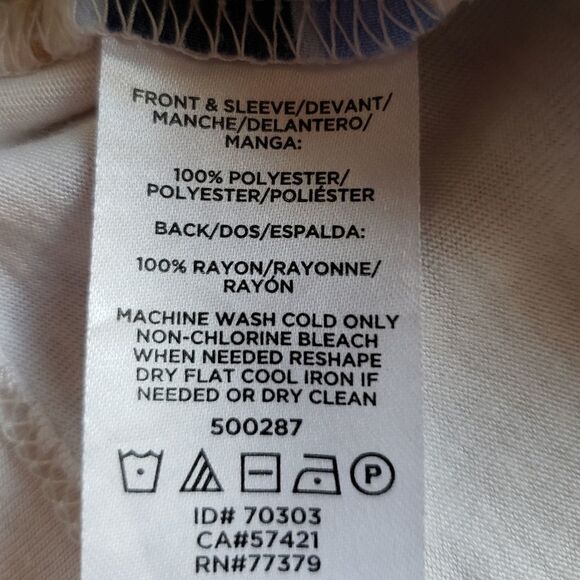 FRONT & SLEEVE/DEVANT/
MANCHE/DELANTERO/
MANGA:
100% POLYESTER/
POLYESTER/POLIÉSTER
BACK/DOS/ESPALDA:
100% RAYON/RAYONNE/
RAYÓN
MACHINE WASH COLD ONLY
NON-CHLORINE BLEACH
WHEN NEEDED RESHAPE
DRY FLAT COOL IRON IF
NEEDED OR DRY CLEAN
500287
P
ID# 70303
CA#57421
RN#77379